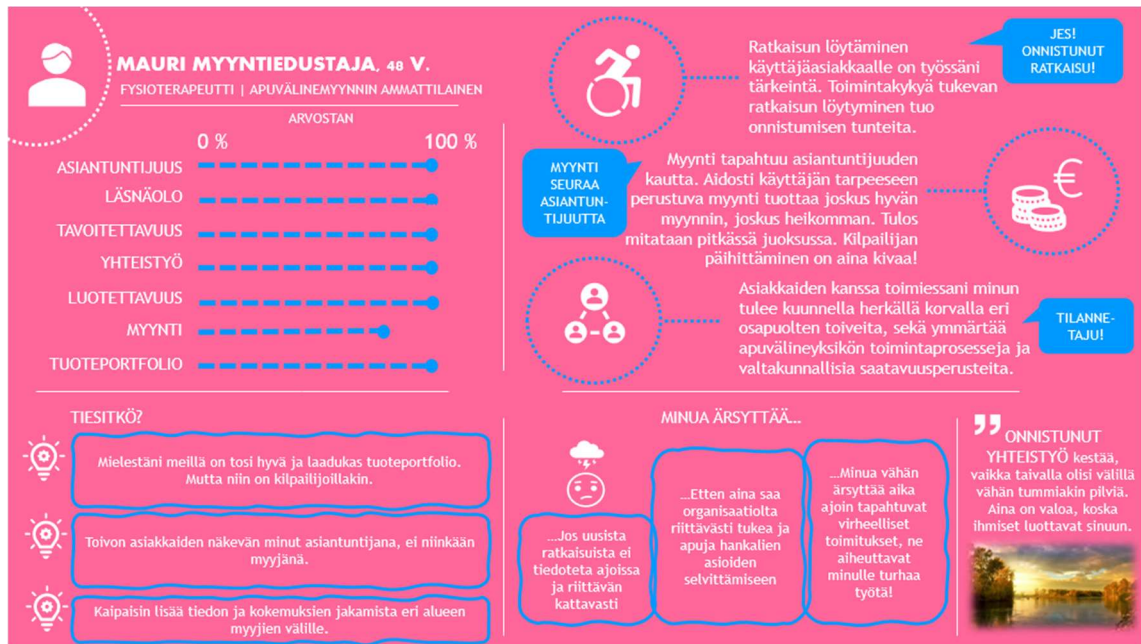 MAURI MYYNTIEDUSTAJA, 48 V.
FYSIOTERAPEUTTI | APUVÄLINEMYYNNIN AMMATTILAINEN
ARVOSTAN
0 % 100 %
ASIANTUNTIJUUS
LÄSNÄOLO
TAVOITETTAVUUS
YHTEISTYÖ
LUOTETTAVUUS
MYYNTI
TUOTEPORTFOLIO
Ratkaisun löytäminen
käyttäjäasiakkaalle on työssäni
tärkeintä. Toimintakykyä tukevan
ratkaisun löytyminen tuo
onnistumisen tunteita.
JES!
ONNISTUNUT
RATKAISU!
MYYNTI
SEURAA
ASIANTUN-
TIJUUTTA
Myynti tapahtuu asiantuntijuuden
kautta. Aidosti käyttäjän tarpeeseen
perustuva myynti tuottaa joskus hyvän
myynnin, joskus heikomman. Tulos
mitataan pitkässä juoksussa. Kilpailijan
päihittäminen on aina kivaa!
€
Asiakkaiden kanssa toimiessani minun
tulee kuunnella herkällä korvalla eri
osapuolten toiveita, sekä ymmärtää
apuvälineyksikön toimintaprosesseja ja
valtakunnallisia saatavuusperusteita.
TILANNE-
TAJU!
TIESITKÖ?
Mielestäni meillä on tosi hyvä ja laadukas tuoteportfolio.
Mutta niin on kilpailijoillakin.
Toivon asiakkaiden näkevän minut asiantuntijana, ei niinkään
myyjänä.
Kaipaisin lisää tiedon ja kokemuksien jakamista eri alueen
myyjien välille.
MINUA ÄRSYTTÄÄ...
...Jos uusista
ratkaisuista ei
tiedoteta ajoissa
ja riittävän
kattavasti
...Etten aina saa
organisaatiolta
riittävästi tukea ja
apuja hankalien
asioiden
selvittämiseen
...Minua vähän
ärsyttää aika
ajoin tapahtuvat
virheelliset
toimitukset, ne
aiheuttavat
minulle turhaa
työtä!
” ONNISTUNUT
YHTEISTYÖ kestää,
vaikka taivalla olisi välillä
vähän tummiakin pilviä.
Aina on valoa, koska
ihmiset luottavat sinuun.